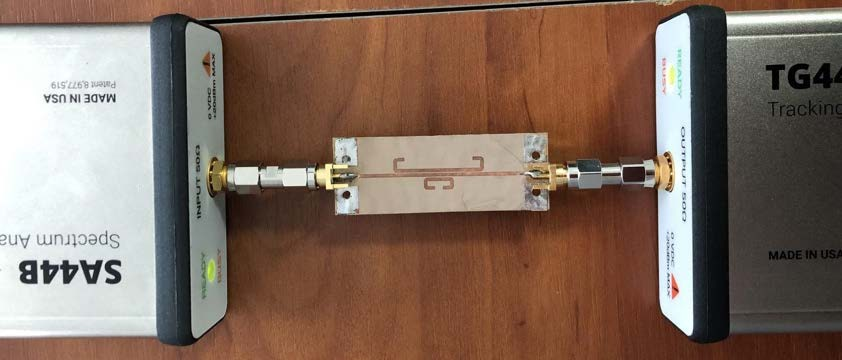 SA44B
Spectrum Ana
MADE IN USA
Patent 8,977,519
READY
BUSY
INPUT 50Ω
0 VDC
+20dBm MAX
READY
BUSY
OUTPUT 50Ω
0 VDC
+20dBm MAX
TG44
Tracking
MADE IN USA